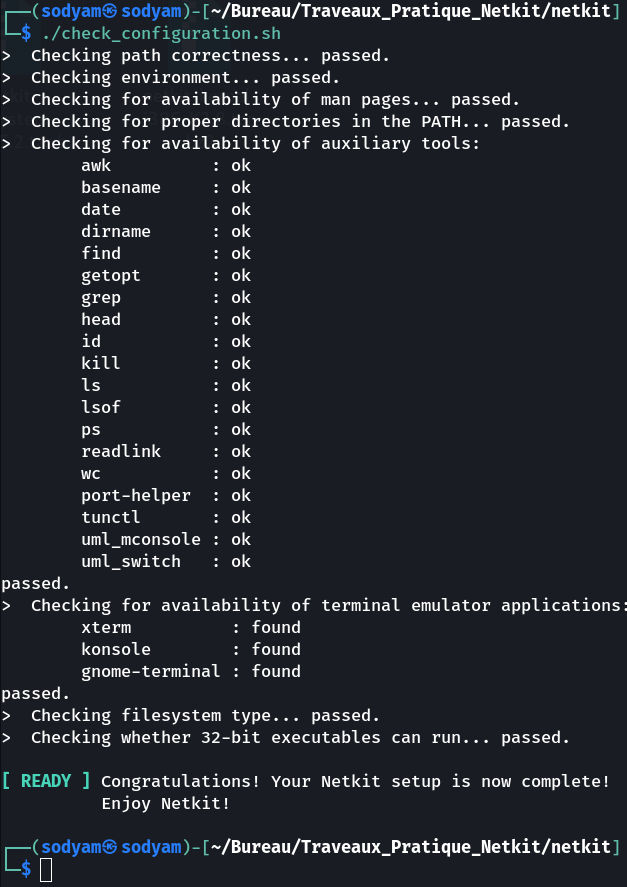 ┌──(sodyam㉿sodyam)-[~/Bureau/Traveaux_Pratique_Netkit/netkit]
└─$ ./check_configuration.sh
>  Checking path correctness... passed.
>  Checking environment... passed.
>  Checking for availability of man pages... passed.
>  Checking for proper directories in the PATH... passed.
>  Checking for availability of auxiliary tools:
awk          : ok
basename     : ok
date         : ok
dirname      : ok
find         : ok
getopt       : ok
grep         : ok
head         : ok
id           : ok
kill         : ok
ls           : ok
lsof         : ok
ps           : ok
readlink     : ok
wc           : ok
port-helper  : ok
tunctl       : ok
uml_mconsole : ok
uml_switch   : ok
passed.
>  Checking for availability of terminal emulator applications:
xterm          : found
konsole        : found
gnome-terminal : found
passed.
>  Checking filesystem type... passed.
>  Checking whether 32-bit executables can run... passed.
[ READY ] Congratulations! Your Netkit setup is now complete!
Enjoy Netkit!
┌──(sodyam㉿sodyam)-[~/Bureau/Traveaux_Pratique_Netkit/netkit]
└─$